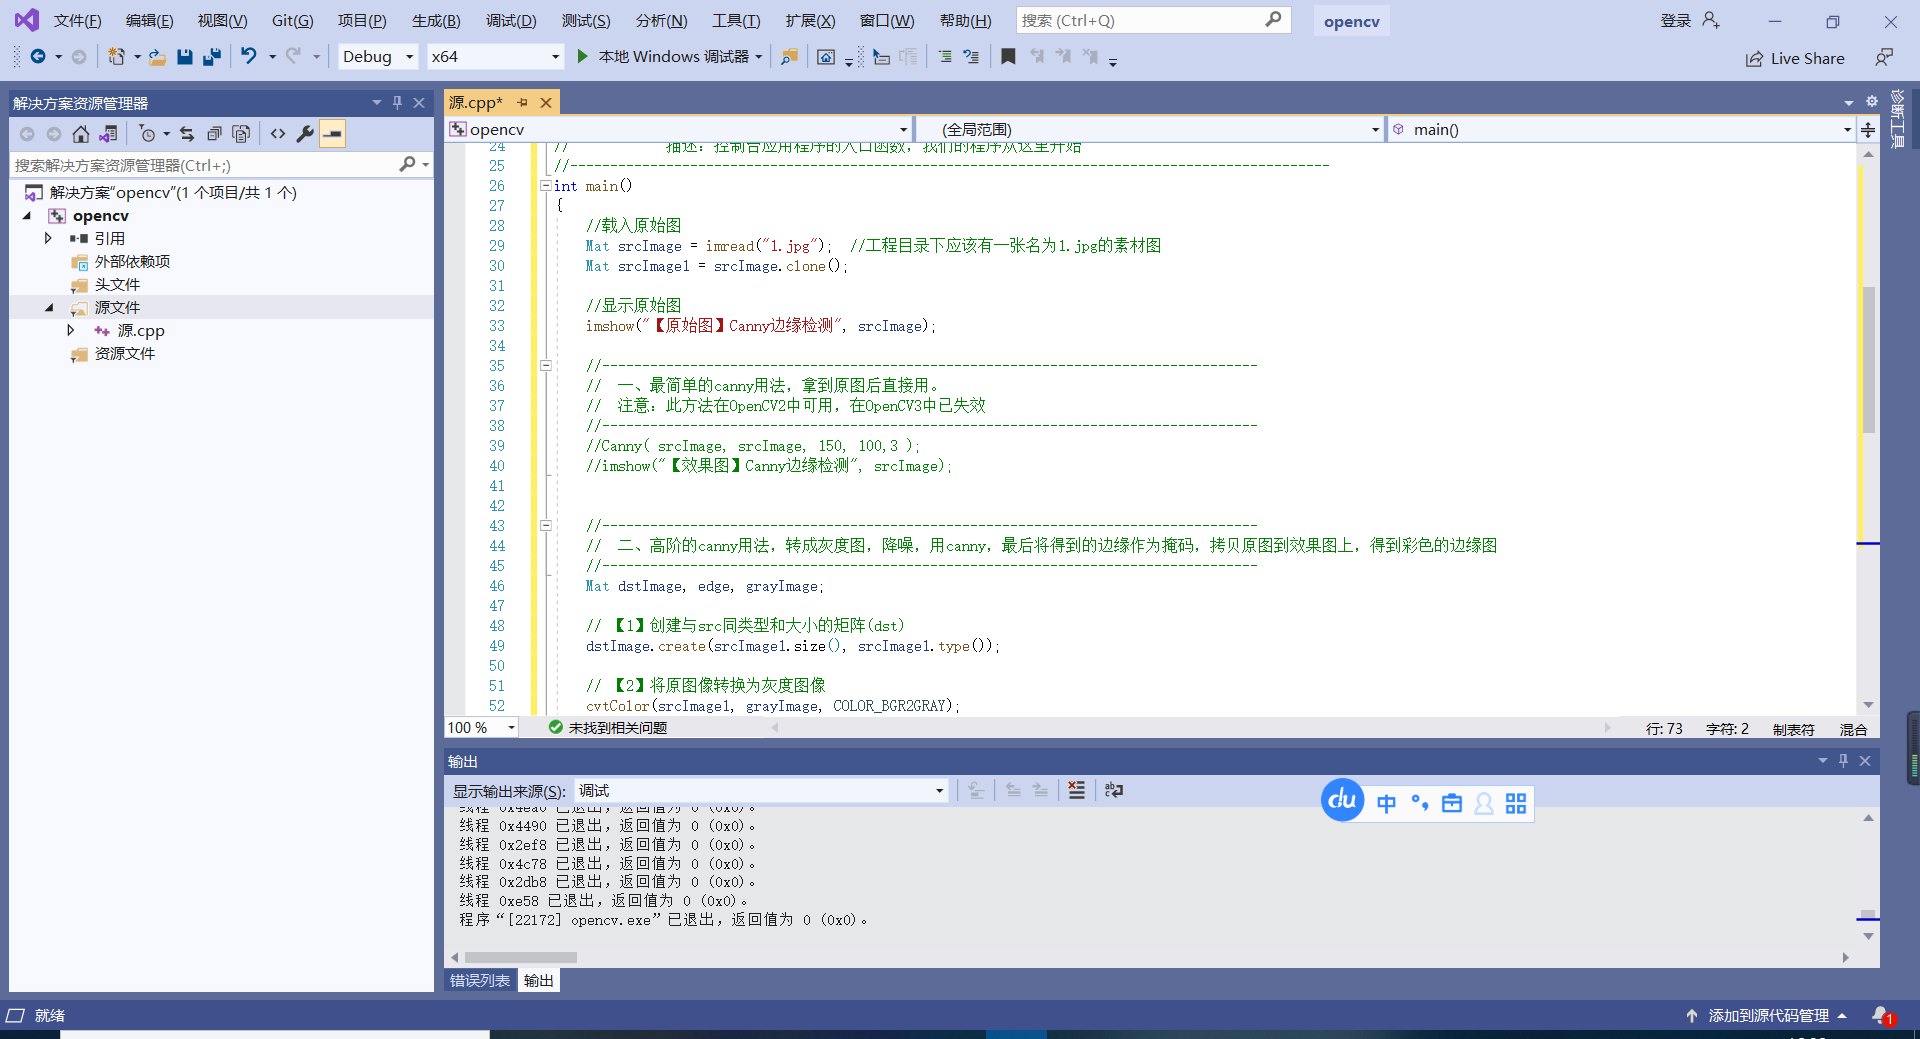 文件(F) 编辑(E) 视图(V) Git(G) 项目(P) 生成(B) 调试(D) 测试(S) 分析(N) 工具(T) 扩展(X) 窗口(W) 帮助(H) 搜索 (Ctrl+Q) opencv 登录
Debug x64 本地 Windows 调试器 Live Share
解决方案资源管理器
搜索解决方案资源管理器(Ctrl+;)
解决方案"opencv"(1 个项目/共 1 个)
opencv
引用
外部依赖项
头文件
源文件
源.cpp
资源文件
源.cpp*
opencv (全局范围) main()
24 // 描述：控制台应用程序的入口函数，我们的程序从这里开始
25 //-----------------------------------------------------------------------------------------------
26 int main()
27 {
28 //载入原始图
29 Mat srcImage = imread("1.jpg"); //工程目录下应该有一张名为1.jpg的素材图
30 Mat srcImage1 = srcImage.clone();
31
32 //显示原始图
33 imshow("【原始图】Canny边缘检测", srcImage);
34
35 //----------------------------------------------------------------------------------
36 // 一、最简单的canny用法，拿到原图后直接用。
37 // 注意：此方法在OpenCV2中可用，在OpenCV3中已失效
38 //----------------------------------------------------------------------------------
39 //Canny( srcImage, srcImage, 150, 100,3 );
40 //imshow("【效果图】Canny边缘检测", srcImage);
41
42
43 //----------------------------------------------------------------------------------
44 // 二、高阶的canny用法，转成灰度图，降噪，用canny，最后将得到的边缘作为掩码，拷贝原图到效果图上，得到彩色的边缘图
45 //----------------------------------------------------------------------------------
46 Mat dstImage, edge, grayImage;
47
48 // 【1】创建与src同类型和大小的矩阵(dst)
49 dstImage.create(srcImage1.size(), srcImage1.type());
50
51 // 【2】将原图像转换为灰度图像
52 cvtColor(srcImage1, grayImage, COLOR_BGR2GRAY);
100 % 未找到相关问题 行: 73 字符: 2 制表符 混合
诊断工具
输出
显示输出来源(S): 调试
线程 0x4ea0 已退出，返回值为 0 (0x0)。
线程 0x4490 已退出，返回值为 0 (0x0)。
线程 0x2ef8 已退出，返回值为 0 (0x0)。
线程 0x4c78 已退出，返回值为 0 (0x0)。
线程 0x2db8 已退出，返回值为 0 (0x0)。
线程 0xe58 已退出，返回值为 0 (0x0)。
程序“[22172] opencv.exe”已退出，返回值为 0 (0x0)。
du 中
错误列表 输出
就绪 添加到源代码管理 1